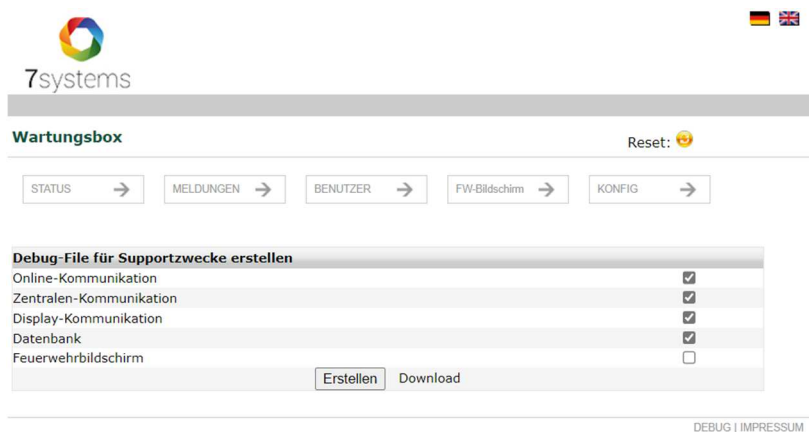 7systems
Wartungsbox
Reset:
STATUS
MELDUNGEN
BENUTZER
FW-Bildschirm
KONFIG
Debug-File für Supportzwecke erstellen
Online-Kommunikation
Zentralen-Kommunikation
Display-Kommunikation
Datenbank
Feuerwehrbildschirm
Erstellen Download
DEBUG | IMPRESSUM